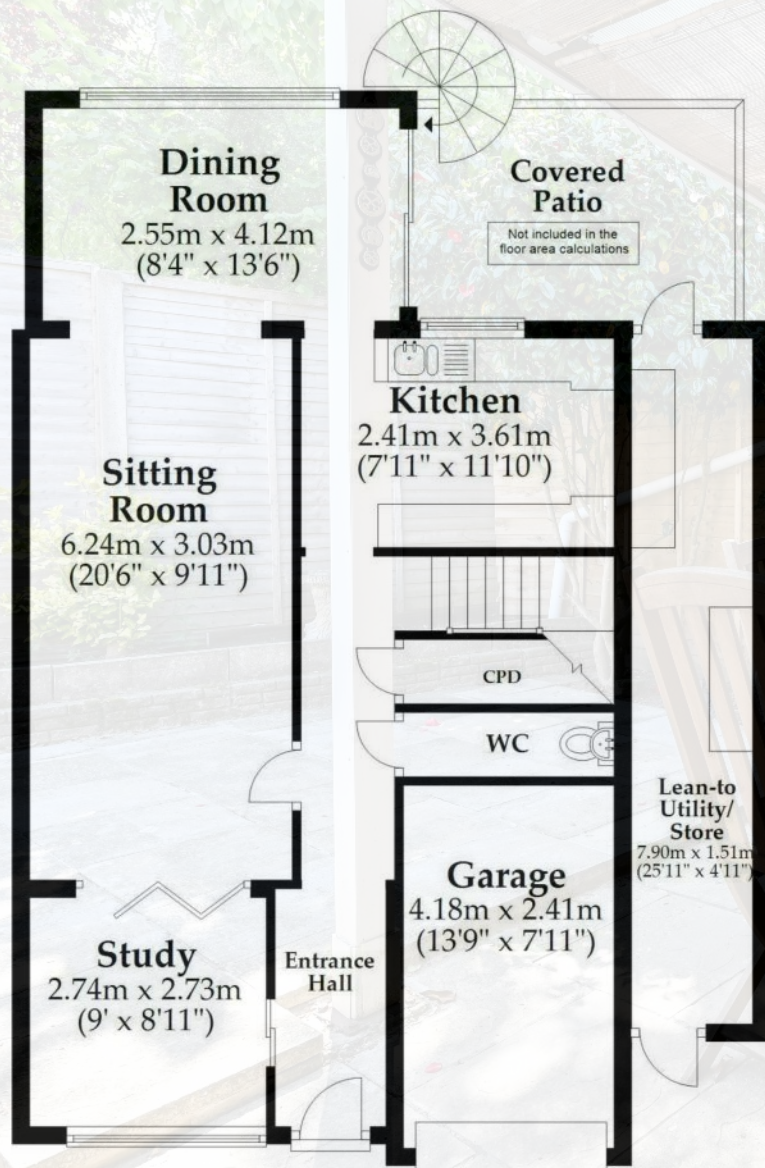 Dining
Room
2.55m x 4.12m
(8'4" x 13'6")
Covered
Patio
Not included in the
floor area calculations
Kitchen
2.41m x 3.61m
(7'11" x 11'10")
Sitting
Room
6.24m x 3.03m
(20'6" x 9'11")
CPD
WC
Lean-to
Utility/
Store
7.90m x 1.51m
(25'11" x 4'11")
Garage
4.18m x 2.41m
(13'9" x 7'11")
Study
2.74m x 2.73m
(9' x 8'11")
Entrance
Hall